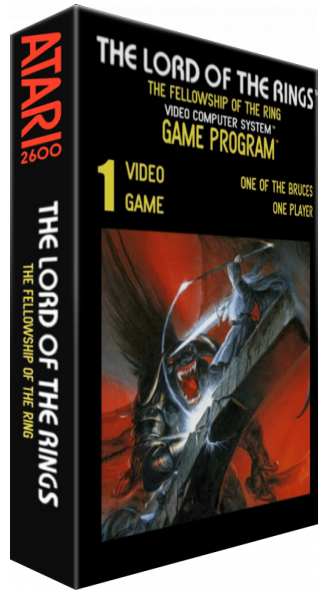 ATARI
2600
THE LORD OF THE RINGS
THE FELLOWSHIP OF THE RING
THE LORD OF THE RINGS™
THE FELLOWSHIP OF THE RING
VIDEO COMPUTER SYSTEM™
GAME PROGRAM™
1 VIDEO
GAME
ONE OF THE BRUCES
ONE PLAYER